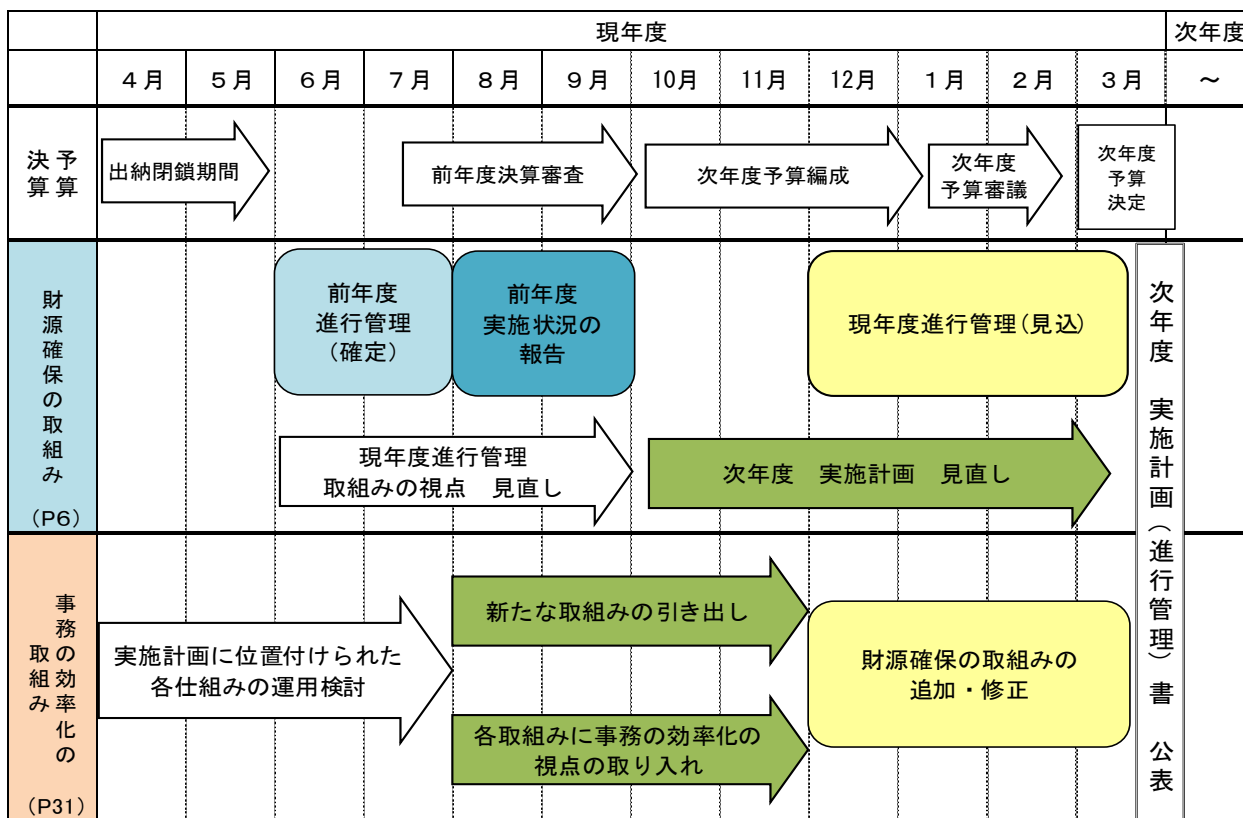 現年度
次年度
４月
５月
６月
７月
８月
９月
10月
11月
12月
１月
２月
３月
～
予算
決算
出納閉鎖期間
前年度決算審査
次年度予算編成
次年度
予算審議
次年度
予算
決定
財源確保の取組み
（P6）
前年度
進行管理
（確定）
前年度
実施状況の
報告
現年度進行管理（見込）
現年度進行管理
取組みの視点　見直し
次年度　実施計画　見直し
次年度　実施計画（進行管理）書　公表
事務の効率化の
取組み
（P31）
実施計画に位置付けられた
各仕組みの運用検討
新たな取組みの引き出し
各取組みに事務の効率化の
視点の取り入れ
財源確保の取組みの
追加・修正